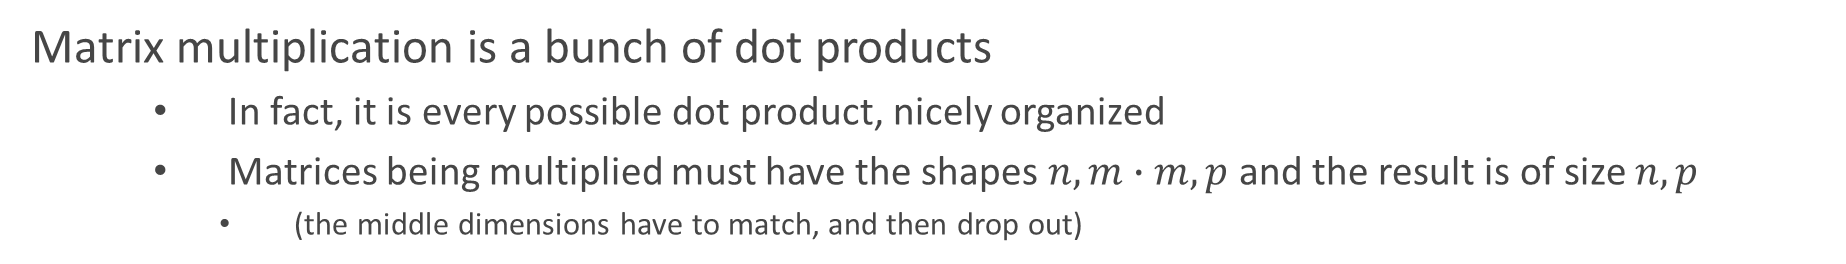 Matrix multiplication is a bunch of dot products
• In fact, it is every possible dot product, nicely organized
• Matrices being multiplied must have the shapes n, m · m, p and the result is of size n, p
• (the middle dimensions have to match, and then drop out)